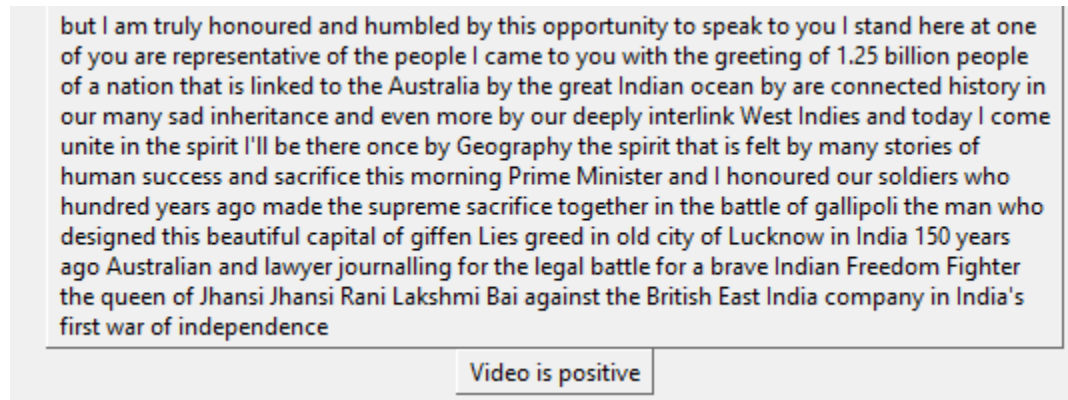 but I am truly honoured and humbled by this opportunity to speak to you I stand here at one
of you are representative of the people I came to you with the greeting of 1.25 billion people
of a nation that is linked to the Australia by the great Indian ocean by are connected history in
our many sad inheritance and even more by our deeply interlink West Indies and today I come
unite in the spirit I'll be there once by Geography the spirit that is felt by many stories of
human success and sacrifice this morning Prime Minister and I honoured our soldiers who
hundred years ago made the supreme sacrifice together in the battle of gallipoli the man who
designed this beautiful capital of giffen Lies greed in old city of Lucknow in India 150 years
ago Australian and lawyer journalling for the legal battle for a brave Indian Freedom Fighter
the queen of Jhansi Jhansi Rani Lakshmi Bai against the British East India company in India's
first war of independence
Video is positive